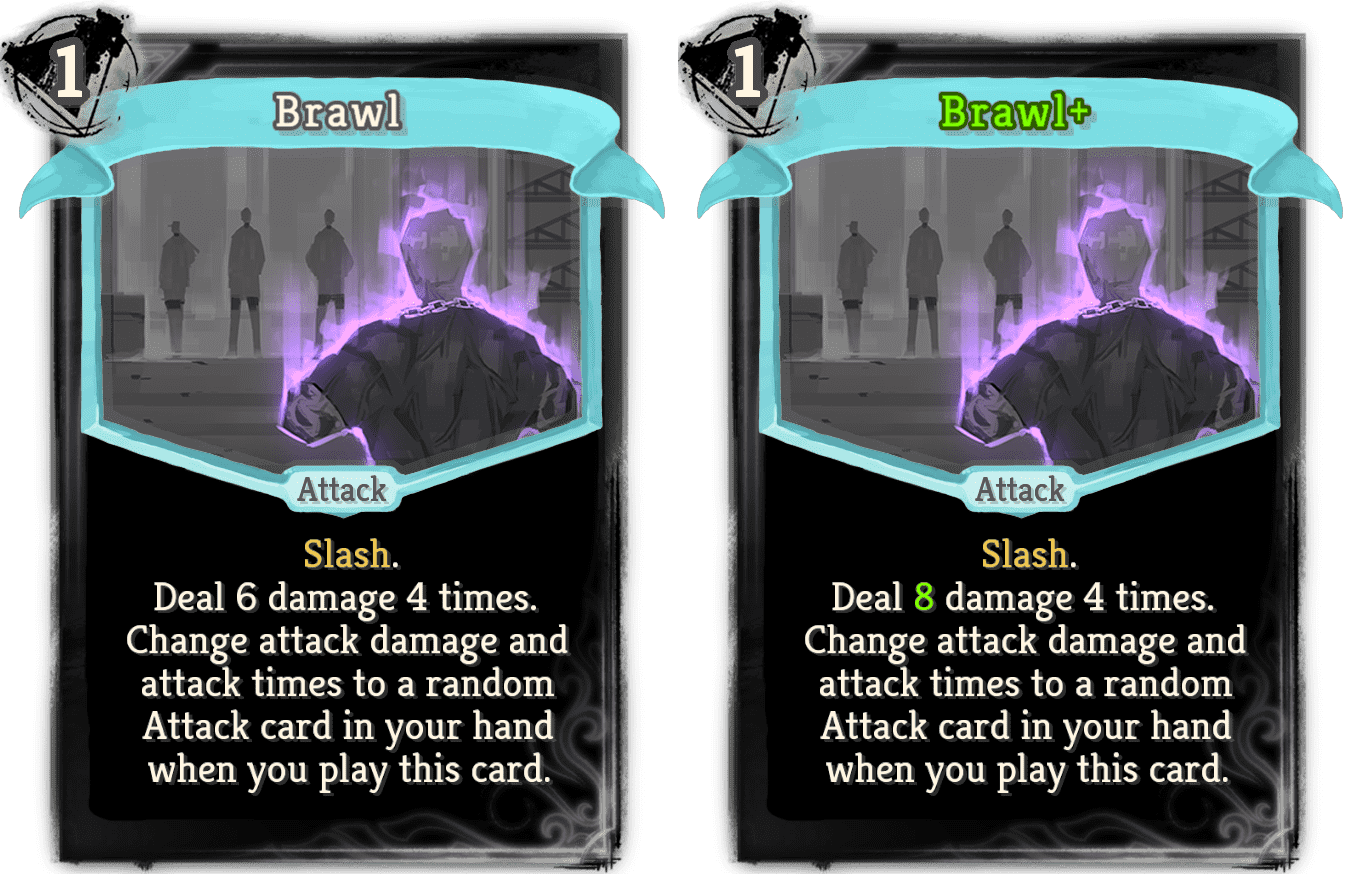 1
Brawl
Attack
Slash.
Deal 6 damage 4 times.
Change attack damage and
attack times to a random
Attack card in your hand
when you play this card.
1
Brawl+
Attack
Slash.
Deal 8 damage 4 times.
Change attack damage and
attack times to a random
Attack card in your hand
when you play this card.